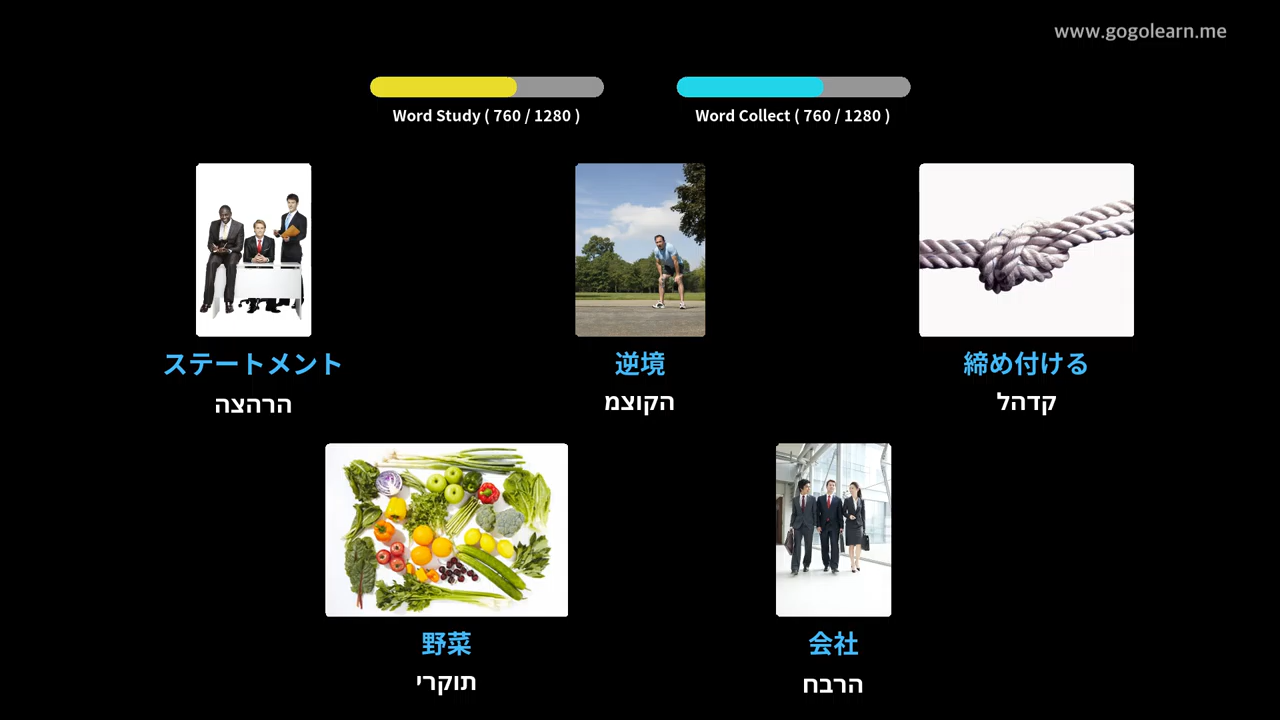 www.gogolearn.me
Word Study ( 760 / 1280 )
Word Collect ( 760 / 1280 )
ステートメント
הרהצה
逆境
הקוצמ
締め付ける
קדהל
野菜
תוקרי
会社
הרבח